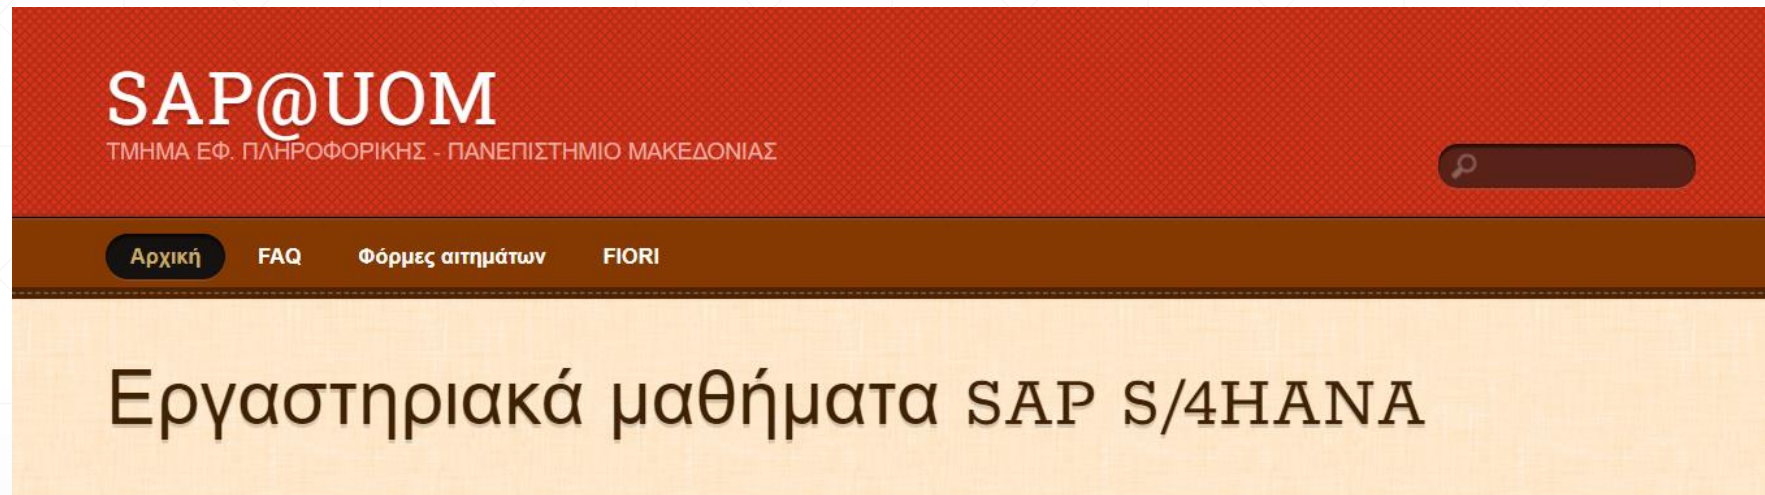 SAP@UOM
ΤΜΗΜΑ ΕΦ. ΠΛΗΡΟΦΟΡΙΚΗΣ - ΠΑΝΕΠΙΣΤΗΜΙΟ ΜΑΚΕΔΟΝΙΑΣ
Αρχική FAQ Φόρμες αιτημάτων FIORI
Εργαστηριακά μαθήματα SAP S/4HANA